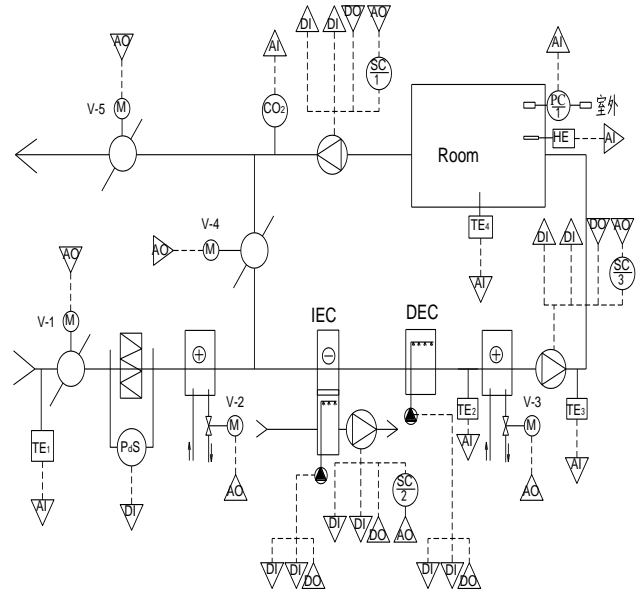 AO AI DI DI DO AO
SC/1
V-5 M CO2
PC/1 室外
AI
HE AI
Room
V-4
AO M
TE4
AI
DI DI DO AO
SC/3
AO
V-1 M
IEC DEC
+ − +
V-2 M
V-3 M
TE1 PdS TE2 TE3
AI DI AO AI AO AI
SC/2
DI DI DO AO
DI DI DO
DI DI DO